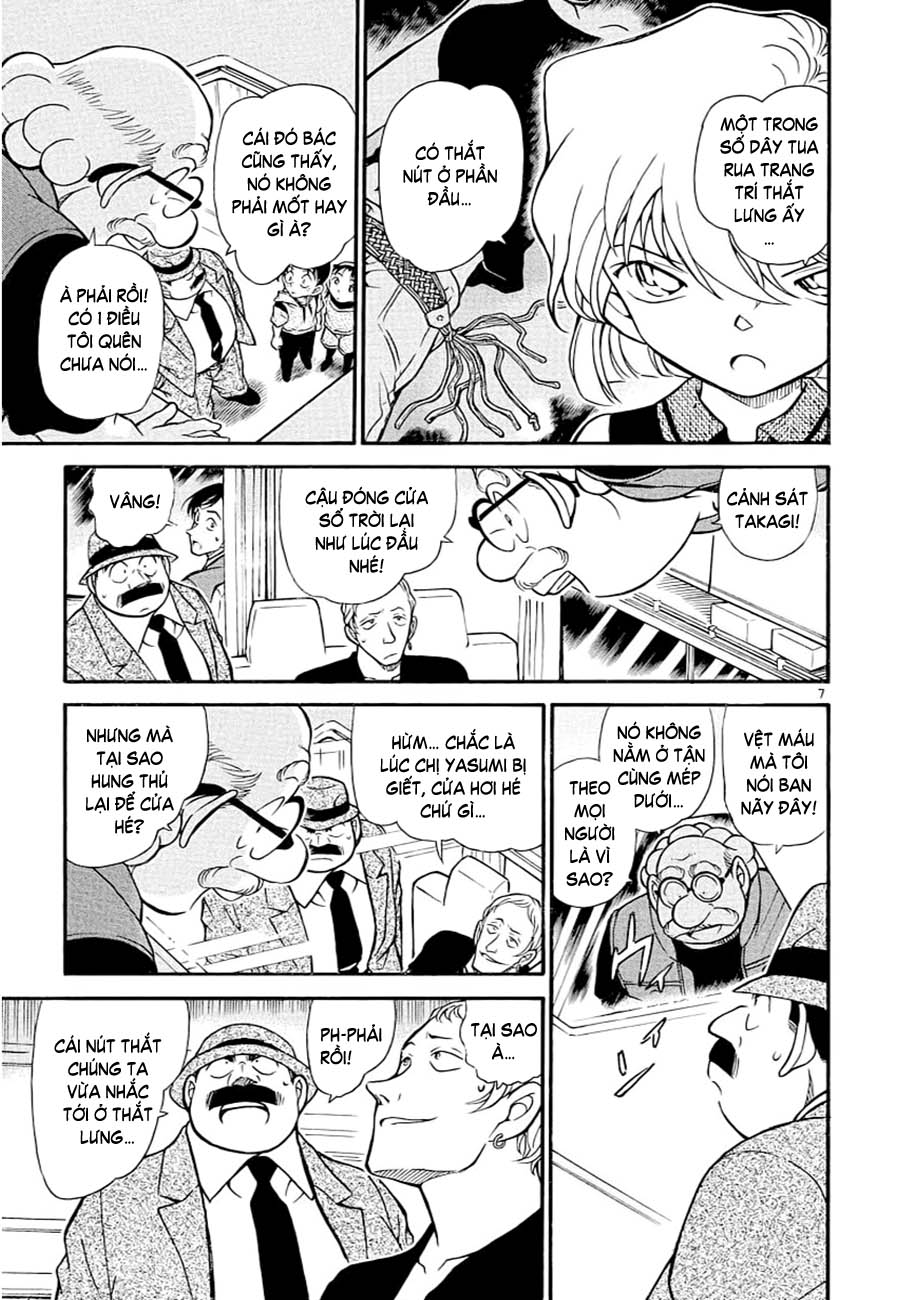 MỘT TRONG
SỐ DÂY TUA
RUA TRANG
TRÍ THẮT
LƯNG ẤY
...
CÓ THẮT
NÚT Ở PHẦN
ĐẦU...
CÁI ĐÓ BÁC
CŨNG THẤY,
NÓ KHÔNG
PHẢI MỐT HAY
GÌ À?
À PHẢI RỒI!
CÓ 1 ĐIỀU
TÔI QUÊN
CHƯA NÓI...
CẢNH SÁT
TAKAGI!
CẬU ĐÓNG CỬA
SỔ TRỜI LẠI
NHƯ LÚC ĐẦU
NHÉ!
VÂNG!
7
VỆT MÁU
MÀ TÔI
NÓI BAN
NÃY ĐÂY!
NÓ KHÔNG
NẰM Ở TẬN
CÙNG MÉP
DƯỚI...
THEO
MỌI
NGƯỜI
LÀ VÌ
SAO?
HỪM... CHẮC LÀ
LÚC CHỊ YASUMI BỊ
GIẾT, CỬA HƠI HÉ
CHỨ GÌ...
NHƯNG MÀ
TẠI SAO
HUNG THỦ
LẠI ĐỂ CỬA
HÉ?
TẠI SAO
À...
PH-PHẢI
RỒI!
CÁI NÚT THẮT
CHÚNG TA
VỪA NHẮC
TỚI Ở THẮT
LƯNG...